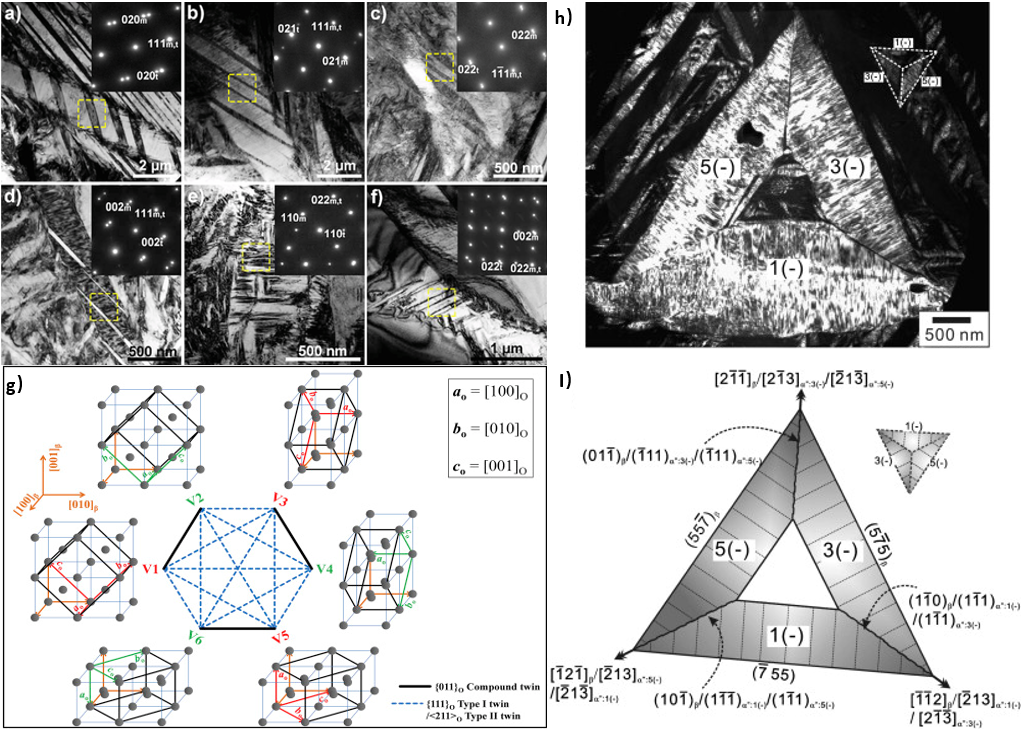 a)
020m
111m,t
020t
2 μm
b)
021t
111m,t
021m
2 μm
c)
022m
022t
11̄1m,t
500 nm
d)
002m
111m,t
002t
500 nm
e)
022m,t
110m
110t
500 nm
f)
002m
022t
022m,t
1 μm
g)
aₒ = [100]O
bₒ = [010]O
cₒ = [001]O
[001]β
[010]β
[100]β
V2
V3
V1
V4
V6
V5
{011}O Compound twin
{111}O Type I twin
/<211>O Type II twin
h)
1(-)
3(-)
5(-)
5(-)
3(-)
1(-)
500 nm
I)
[21̄1̄]β/[21̄3]α":3(-)/[2̄13̄]α":5(-)
1(-)
3(-)
5(-)
(011̄)β/(1̄11)α":3(-)/(1̄11)α":5(-)
(557̄)β
(57̄5)β
5(-)
3(-)
(11̄0)β/(11̄1)α":1(-)
/(11̄1)α":3(-)
1(-)
(7̄55)
[1̄21̄]β/[2̄13]α":5(-)
/[2̄13̄]α":1(-)
(101̄)β/(11̄1̄)α":1(-)/(11̄1)α":5(-)
[1̄1̄2]β/[2̄13]α":1(-)
/[21̄3̄]α":3(-)